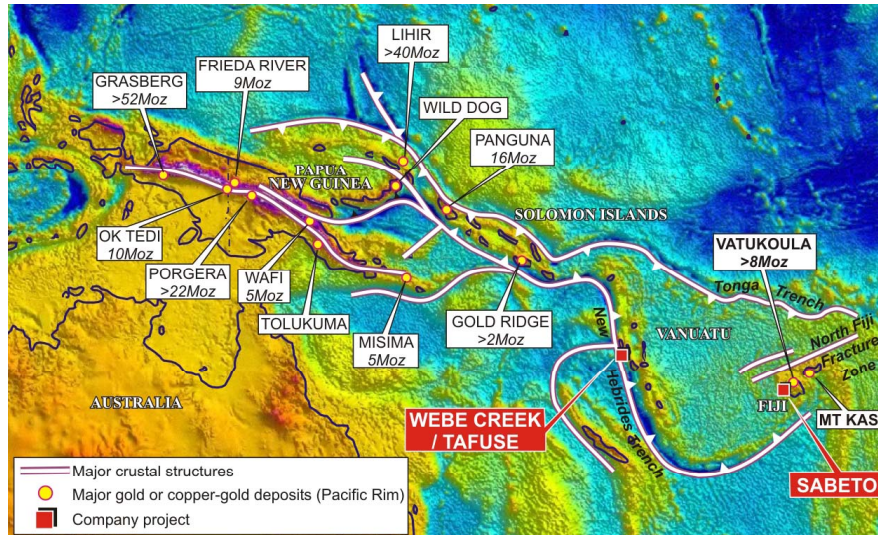 LIHIR
>40Moz
FRIEDA RIVER
9Moz
GRASBERG
>52Moz
WILD DOG
PANGUNA
16Moz
PAPUA
NEW GUINEA
SOLOMON ISLANDS
OK TEDI
10Moz
PORGERA
>22Moz
WAFI
5Moz
TOLUKUMA
MISIMA
5Moz
GOLD RIDGE
>2Moz
VATUKOULA
>8Moz
Tonga Trench
New Hebrides Trench
VANUATU
North Fiji
Fracture
Zone
FIJI
MT KAS
AUSTRALIA
WEBE CREEK
/ TAFUSE
SABETO
Major crustal structures
Major gold or copper-gold deposits (Pacific Rim)
Company project